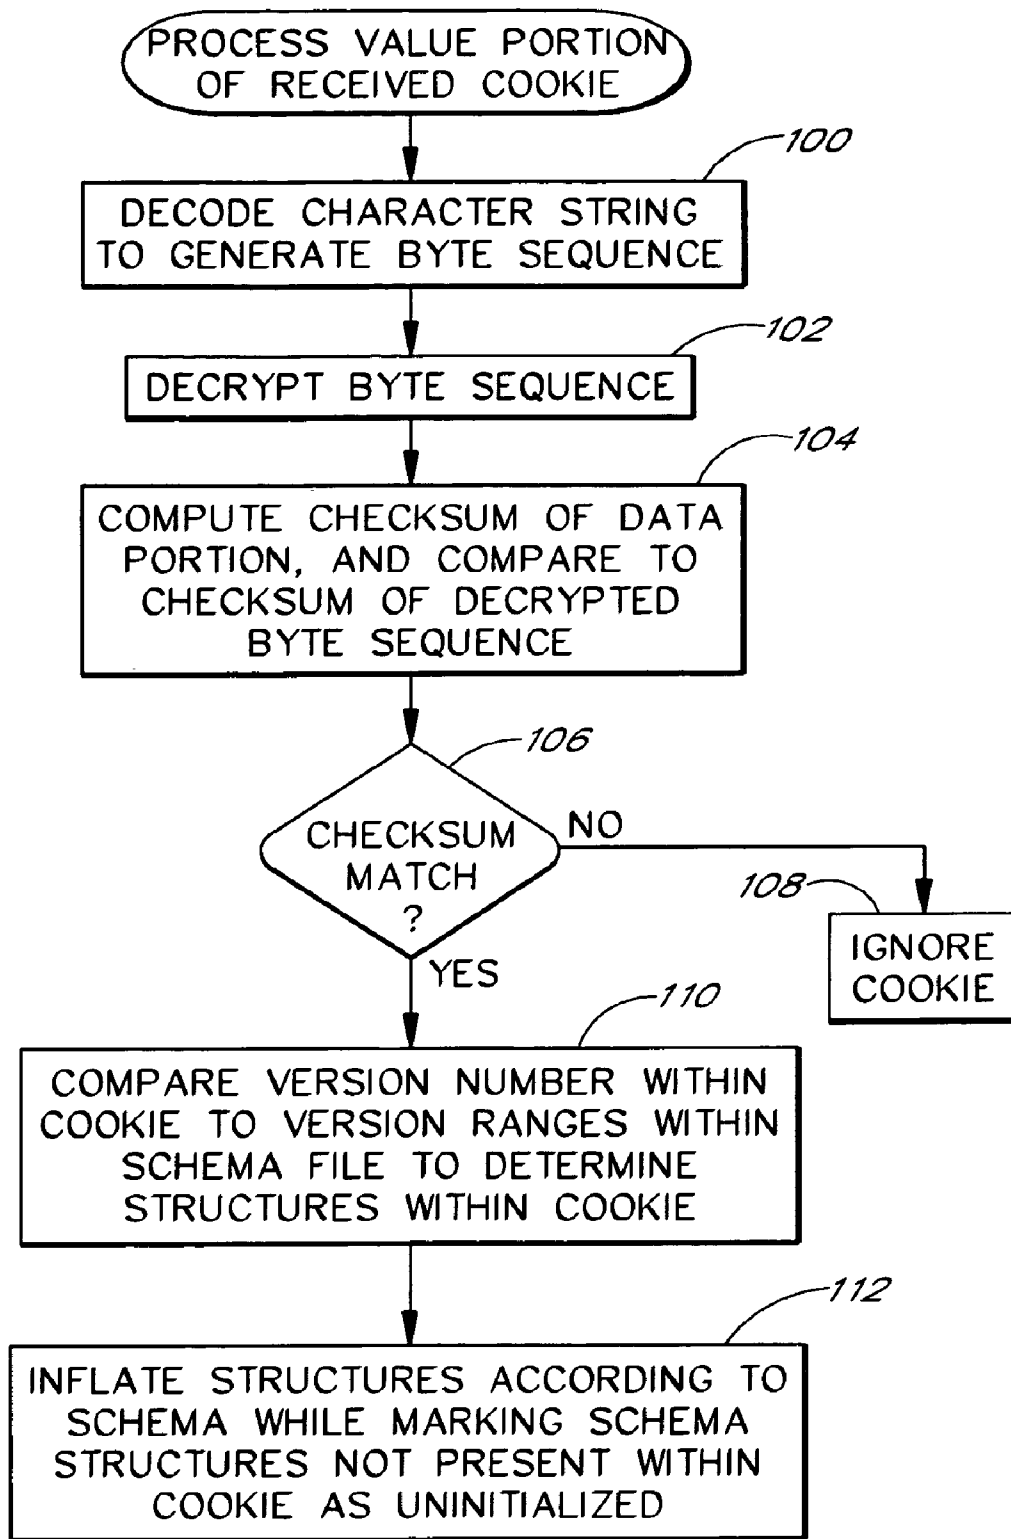 PROCESS VALUE PORTION
OF RECEIVED COOKIE
100
DECODE CHARACTER STRING
TO GENERATE BYTE SEQUENCE
102
DECRYPT BYTE SEQUENCE
104
COMPUTE CHECKSUM OF DATA
PORTION, AND COMPARE TO
CHECKSUM OF DECRYPTED
BYTE SEQUENCE
106
CHECKSUM
MATCH
?
NO
108
IGNORE
COOKIE
YES
110
COMPARE VERSION NUMBER WITHIN
COOKIE TO VERSION RANGES WITHIN
SCHEMA FILE TO DETERMINE
STRUCTURES WITHIN COOKIE
112
INFLATE STRUCTURES ACCORDING TO
SCHEMA WHILE MARKING SCHEMA
STRUCTURES NOT PRESENT WITHIN
COOKIE AS UNINITIALIZED